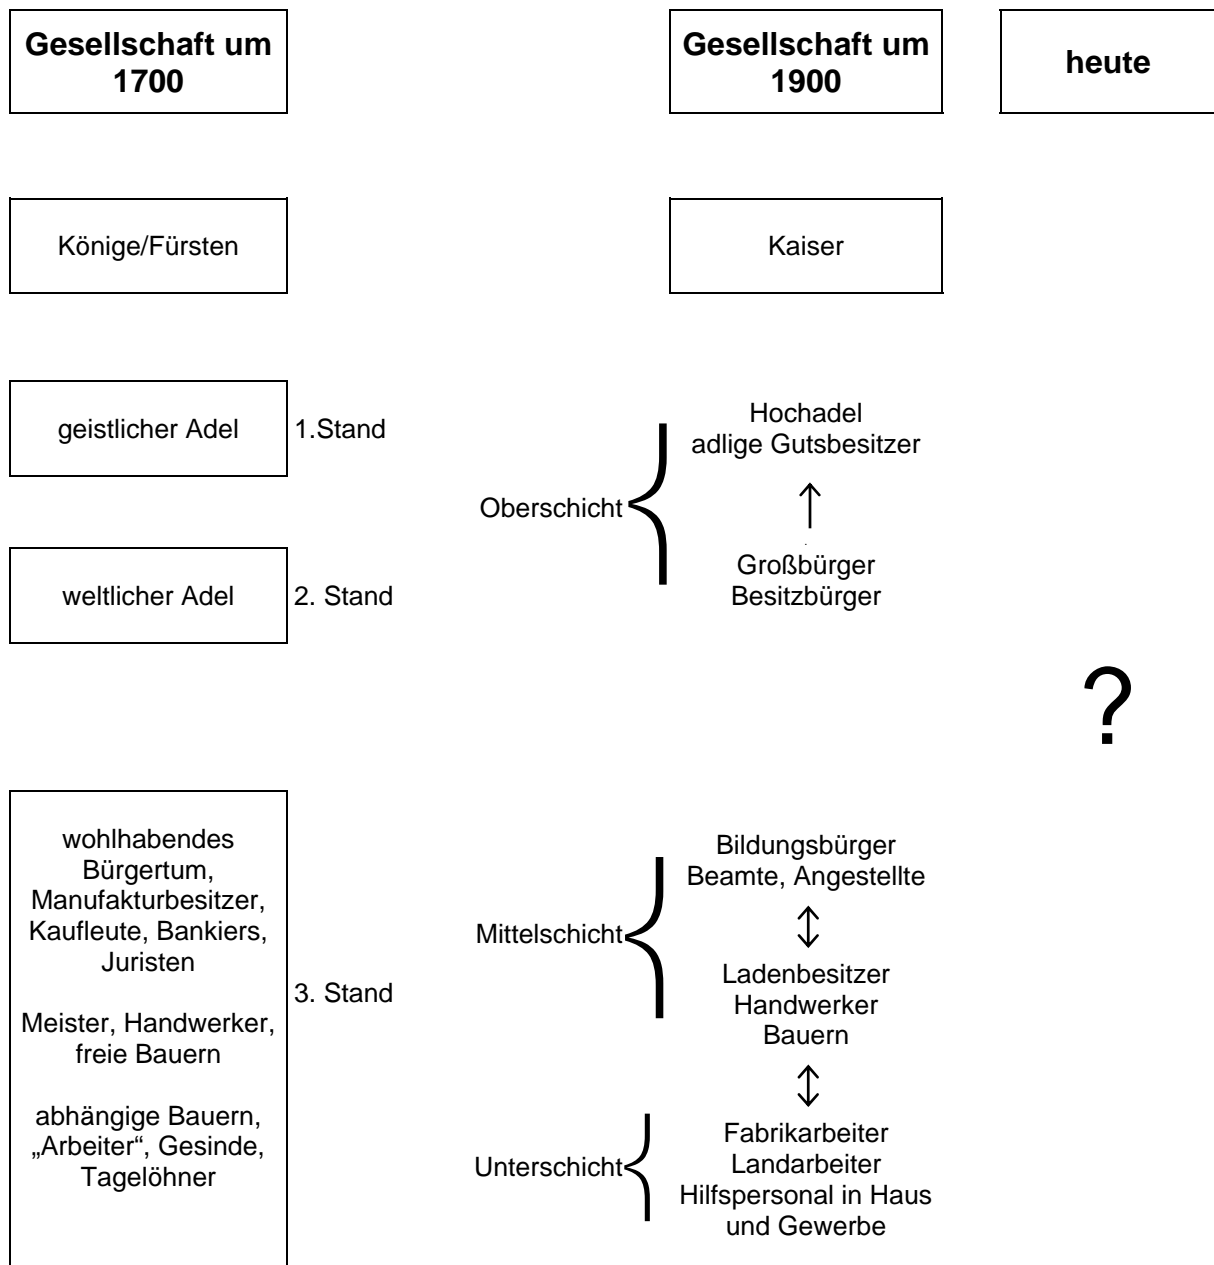 Gesellschaft um
1700
Gesellschaft um
1900
heute
Könige/Fürsten
Kaiser
geistlicher Adel
1.Stand
weltlicher Adel
2. Stand
Oberschicht
Hochadel
adlige Gutsbesitzer
Großbürger
Besitzbürger
?
wohlhabendes
Bürgertum,
Manufakturbesitzer,
Kaufleute, Bankiers,
Juristen
Meister, Handwerker,
freie Bauern
abhängige Bauern,
„Arbeiter“, Gesinde,
Tagelöhner
3. Stand
Mittelschicht
Bildungsbürger
Beamte, Angestellte
Ladenbesitzer
Handwerker
Bauern
Unterschicht
Fabrikarbeiter
Landarbeiter
Hilfspersonal in Haus
und Gewerbe